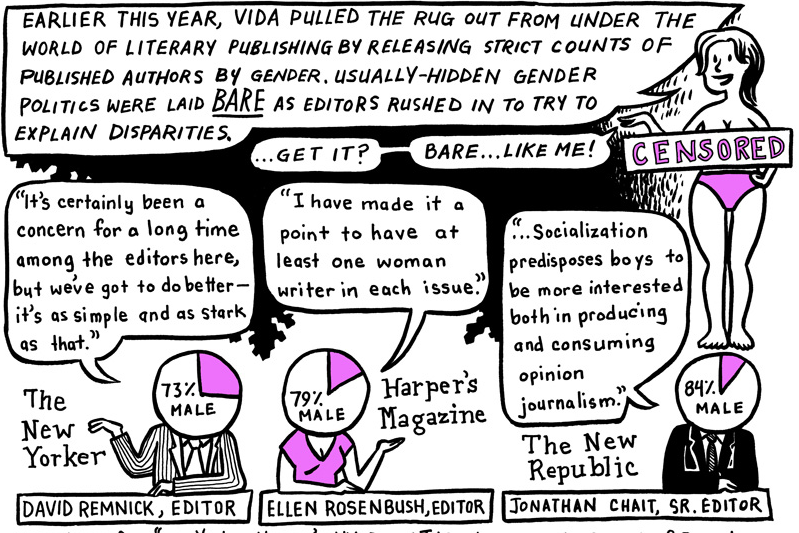 EARLIER THIS YEAR, VIDA PULLED THE RUG OUT FROM UNDER THE
WORLD OF LITERARY PUBLISHING BY RELEASING STRICT COUNTS OF
PUBLISHED AUTHORS BY GENDER. USUALLY-HIDDEN GENDER
POLITICS WERE LAID BARE AS EDITORS RUSHED IN TO TRY TO
EXPLAIN DISPARITIES.
...GET IT?
BARE...LIKE ME!
CENSORED
"It's certainly been a
concern for a long time
among the editors here,
but we've got to do better—
it's as simple and as stark
as that."
"I have made it a
point to have at
least one woman
writer in each issue."
"...Socialization
predisposes boys to
be more interested
both in producing
and consuming
opinion
journalism."
The
New
Yorker
73%
MALE
79%
MALE
Harper's
Magazine
The New
Republic
84%
MALE
DAVID REMNICK, EDITOR
ELLEN ROSENBUSH, EDITOR
JONATHAN CHAIT, SR. EDITOR